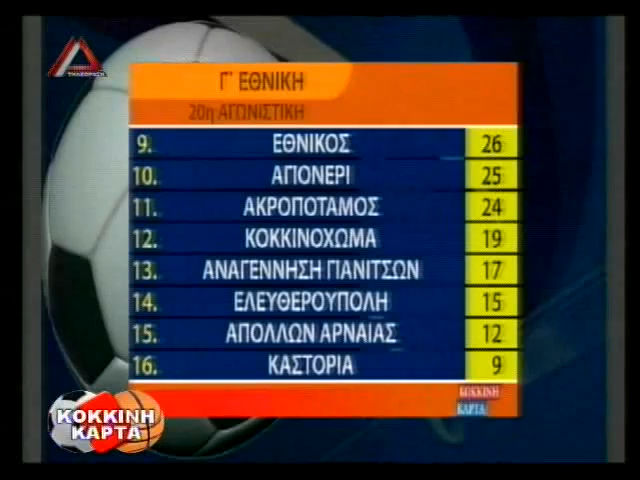 ΤΗΛΕΟΡΑΣΗ
Γ' ΕΘΝΙΚΗ
20η ΑΓΩΝΙΣΤΙΚΗ
9. ΕΘΝΙΚΟΣ 26
10. ΑΓΙΟΝΕΡΙ 25
11. ΑΚΡΟΠΟΤΑΜΟΣ 24
12. ΚΟΚΚΙΝΟΧΩΜΑ 19
13. ΑΝΑΓΕΝΝΗΣΗ ΓΙΑΝΙΤΣΩΝ 17
14. ΕΛΕΥΘΕΡΟΥΠΟΛΗ 15
15. ΑΠΟΛΛΩΝ ΑΡΝΑΙΑΣ 12
16. ΚΑΣΤΟΡΙΑ 9
ΚΟΚΚΙΝΗ
ΚΑΡΤΑ
ΚΟΚΚΙΝΗ
ΚΑΡΤΑ